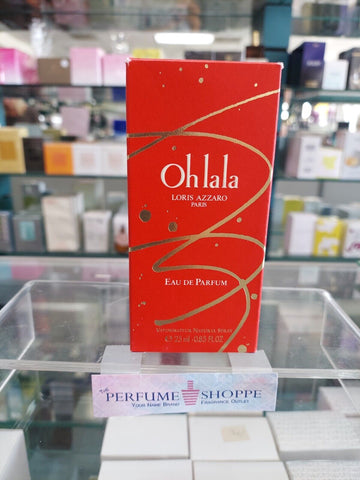 Oh lala
LORIS AZZARO
PARIS
EAU DE PARFUM
VAPORISATEUR NATURAL SPRAY
℮ 25 ml - 0.85 FL. OZ
The
PERFUME SHOPPE
YOUR NAME BRAND FRAGRANCE OUTLET